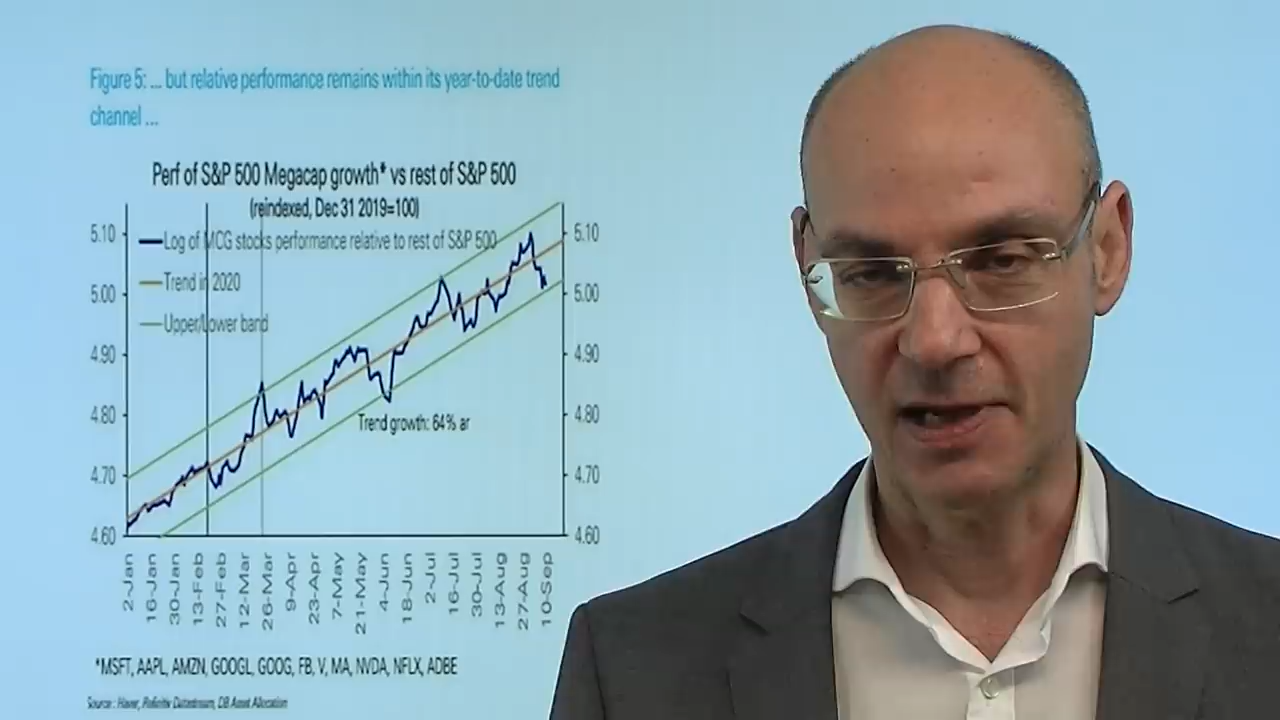 Figure 5: ... but relative performance remains within its year-to-date trend
channel ...
Perf of S&P 500 Megacap growth* vs rest of S&P 500
(reindexed, Dec 31 2019=100)
5.10 5.10
Log of MCG stocks performance relative to rest of S&P 500
Trend in 2020
5.00 5.00
Upper/Lower band
4.90 4.90
4.80 4.80
Trend growth: 64% ar
4.70 4.70
4.60 4.60
2-Jan
16-Jan
30-Jan
13-Feb
27-Feb
12-Mar
26-Mar
9-Apr
23-Apr
7-May
21-May
4-Jun
18-Jun
2-Jul
16-Jul
30-Jul
13-Aug
27-Aug
10-Sep
*MSFT, AAPL, AMZN, GOOGL, GOOG, FB, V, MA, NVDA, NFLX, ADBE
Source: Haver, Refinitiv Datastream, DB Asset Allocation